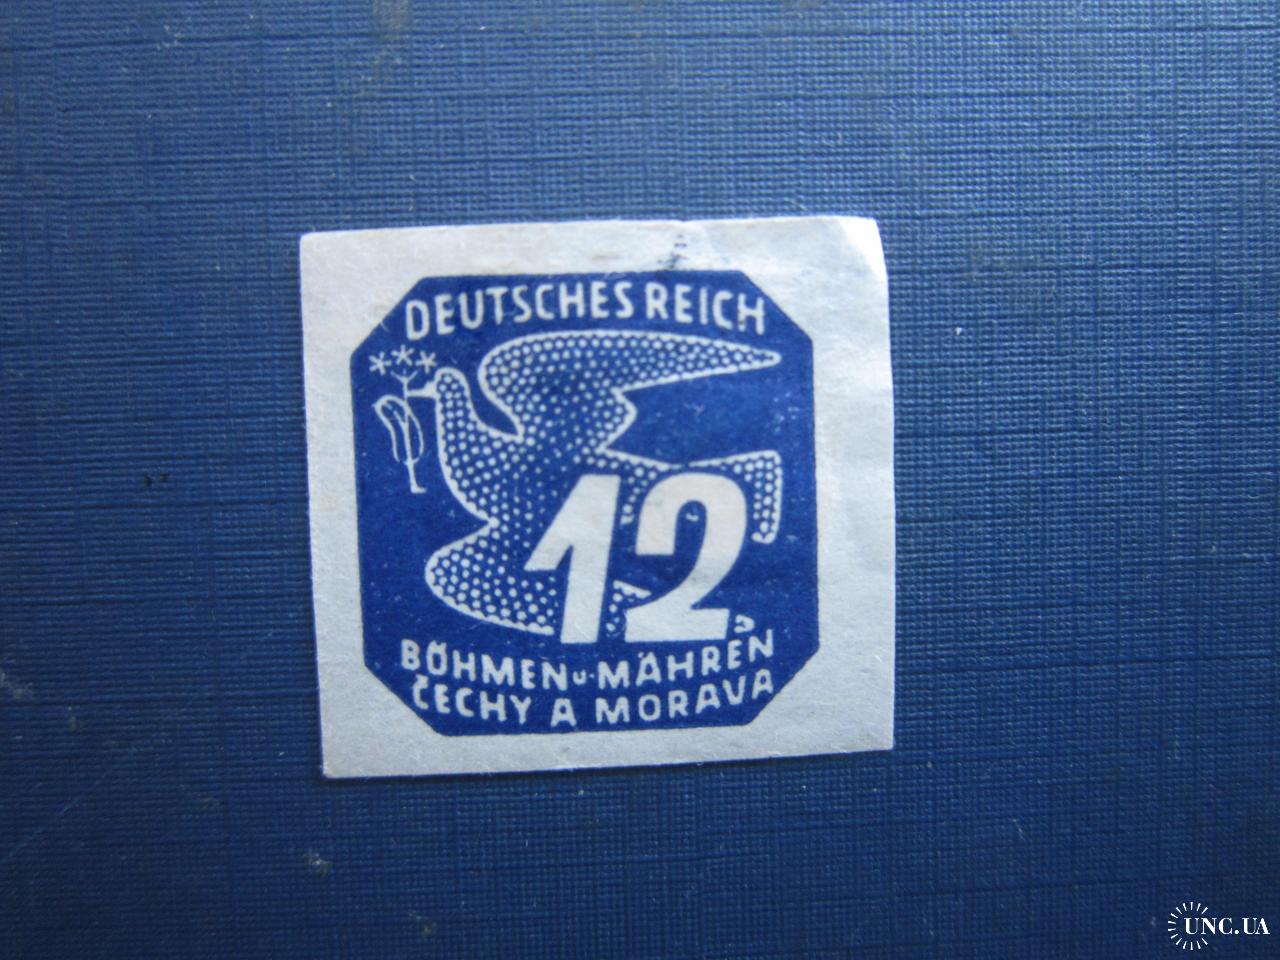 DEUTSCHES REICH
12
BÖHMEN u. MÄHREN
ČECHY A MORAVA
UNC.UA